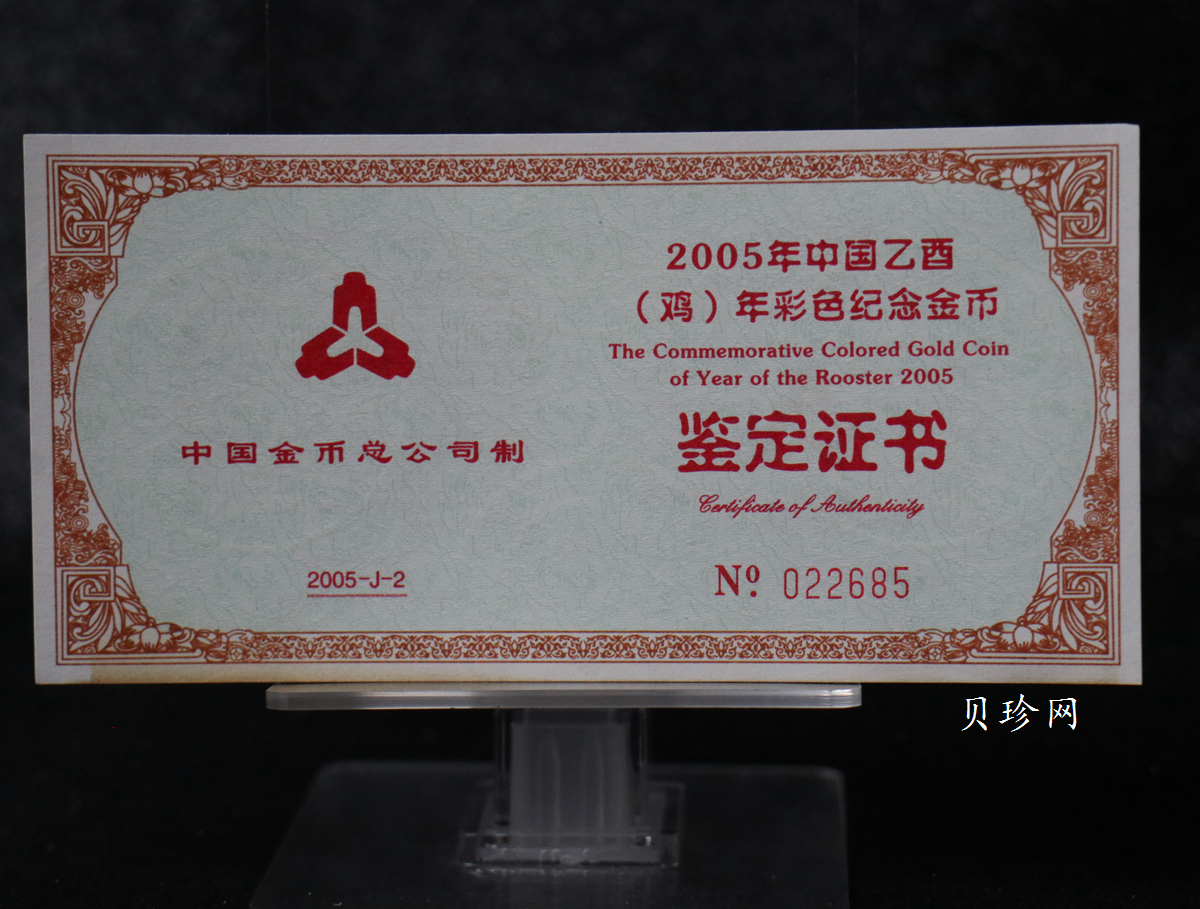 中国金币总公司制
2005-J-2
2005年中国乙酉
（鸡）年彩色纪念金币
The Commemorative Colored Gold Coin
of Year of the Rooster 2005
鉴定证书
Certificate of Authenticity
Nº 022685
贝珍网